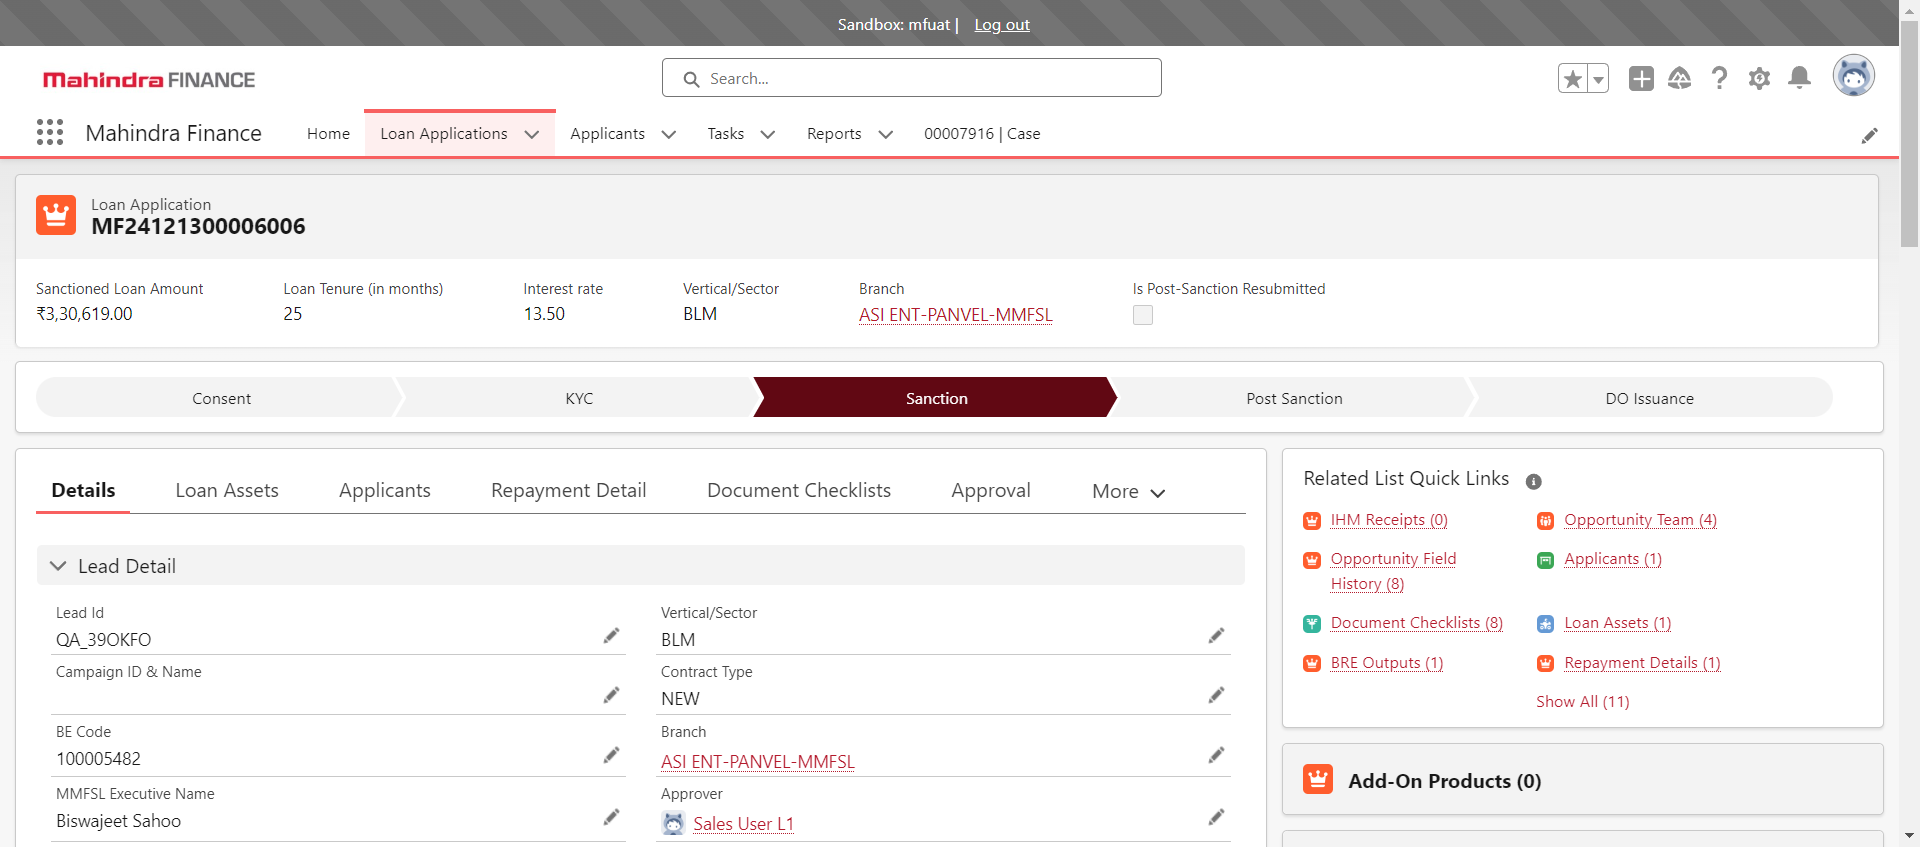 Sandbox: mfuat | Log out
Mahindra FINANCE
Search...
Mahindra Finance
Home
Loan Applications
Applicants
Tasks
Reports
00007916 | Case
Loan Application
MF24121300006006
Sanctioned Loan Amount
₹3,30,619.00
Loan Tenure (in months)
25
Interest rate
13.50
Vertical/Sector
BLM
Branch
ASI ENT-PANVEL-MMFSL
Is Post-Sanction Resubmitted
Consent
KYC
Sanction
Post Sanction
DO Issuance
Details
Loan Assets
Applicants
Repayment Detail
Document Checklists
Approval
More
Lead Detail
Lead Id
QA_39OKFO
Vertical/Sector
BLM
Campaign ID & Name
Contract Type
NEW
BE Code
100005482
Branch
ASI ENT-PANVEL-MMFSL
MMFSL Executive Name
Biswajeet Sahoo
Approver
Sales User L1
Related List Quick Links
IHM Receipts (0)
Opportunity Team (4)
Opportunity Field
History (8)
Applicants (1)
Document Checklists (8)
Loan Assets (1)
BRE Outputs (1)
Repayment Details (1)
Show All (11)
Add-On Products (0)